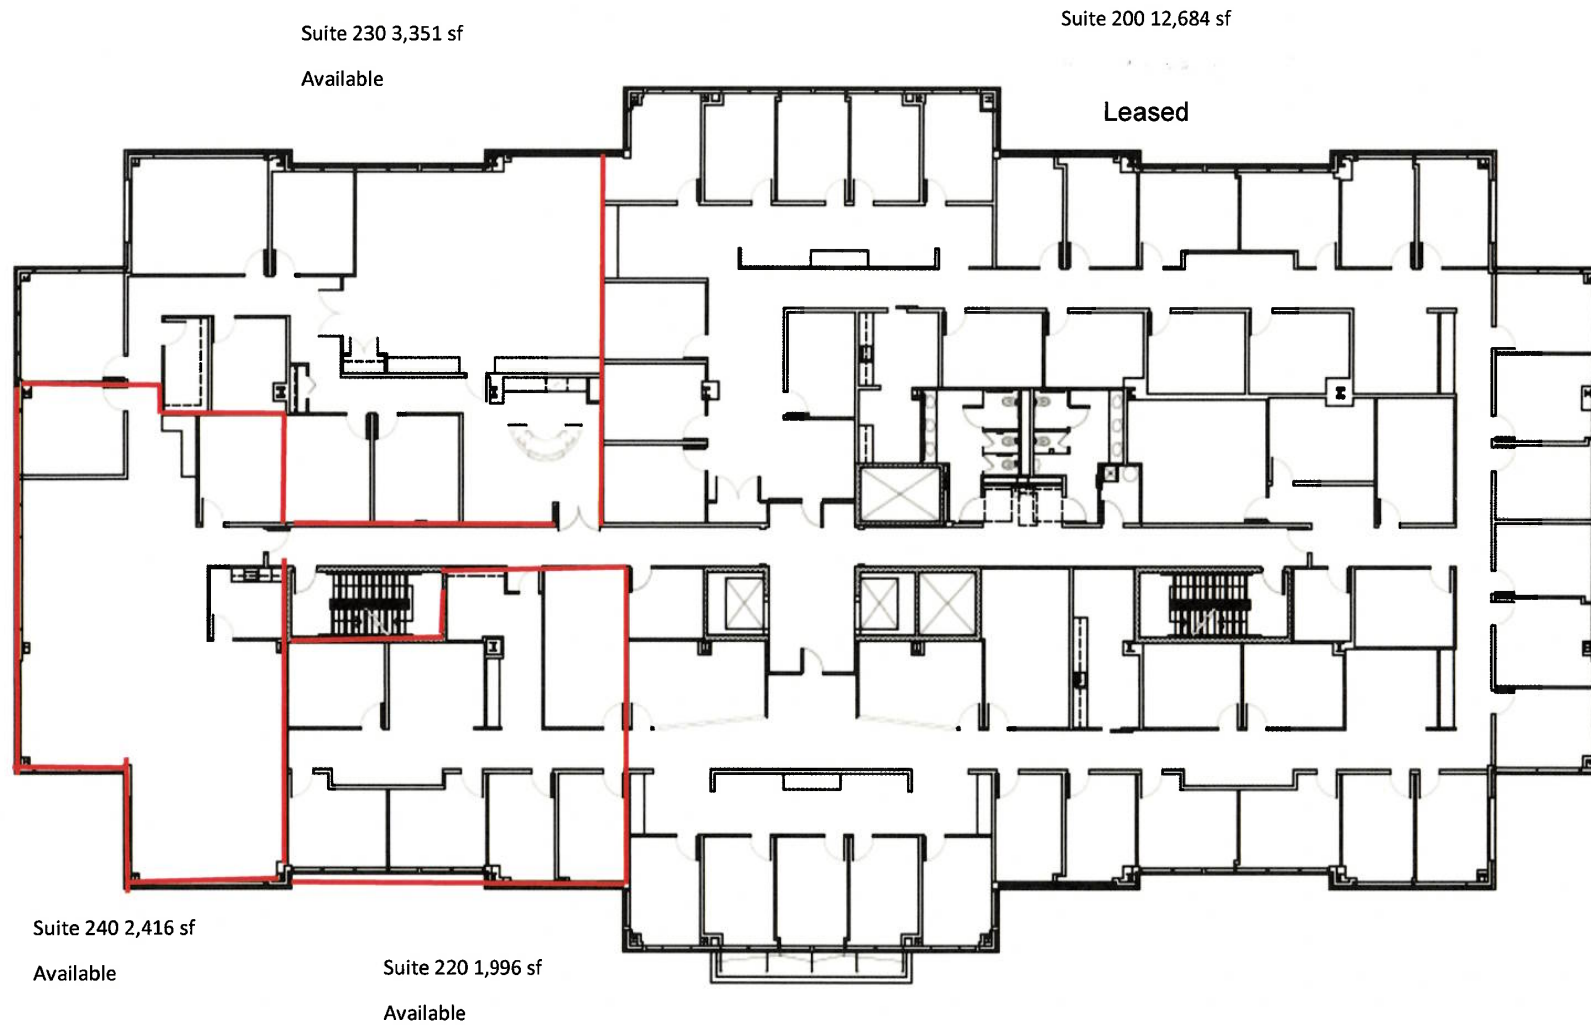 Suite 230 3,351 sf
Available
Suite 200 12,684 sf
Leased
Suite 240 2,416 sf
Available
Suite 220 1,996 sf
Available